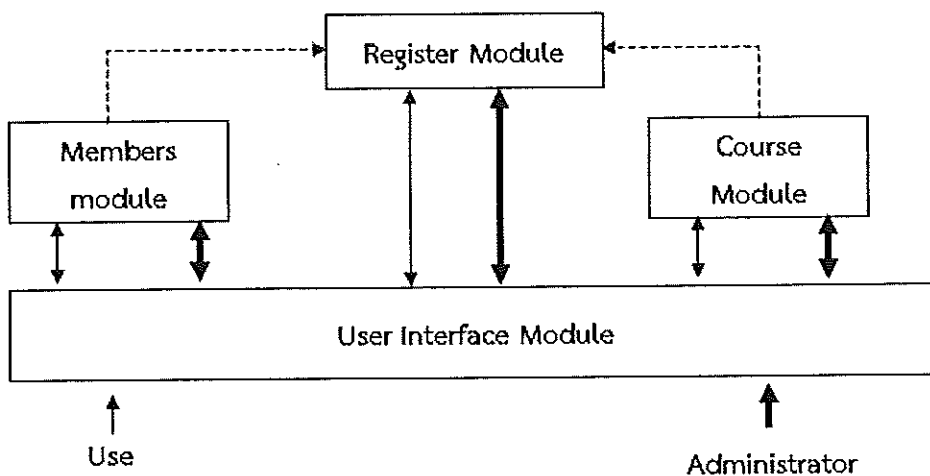 Register Module
Members
module
Course
Module
User Interface Module
Use
Administrator